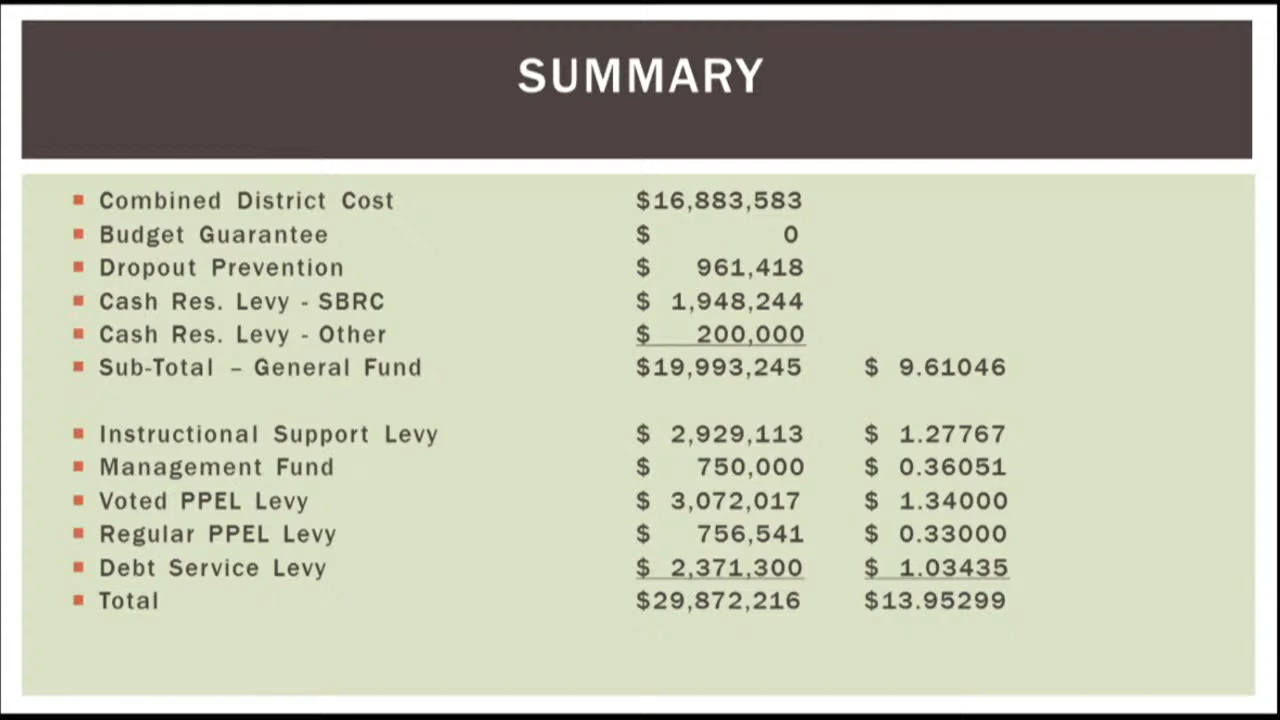 SUMMARY
Combined District Cost $16,883,583
Budget Guarantee $ 0
Dropout Prevention $ 961,418
Cash Res. Levy - SBRC $ 1,948,244
Cash Res. Levy - Other $ 200,000
Sub-Total – General Fund $19,993,245 $ 9.61046
Instructional Support Levy $ 2,929,113 $ 1.27767
Management Fund $ 750,000 $ 0.36051
Voted PPEL Levy $ 3,072,017 $ 1.34000
Regular PPEL Levy $ 756,541 $ 0.33000
Debt Service Levy $ 2,371,300 $ 1.03435
Total $29,872,216 $13.95299